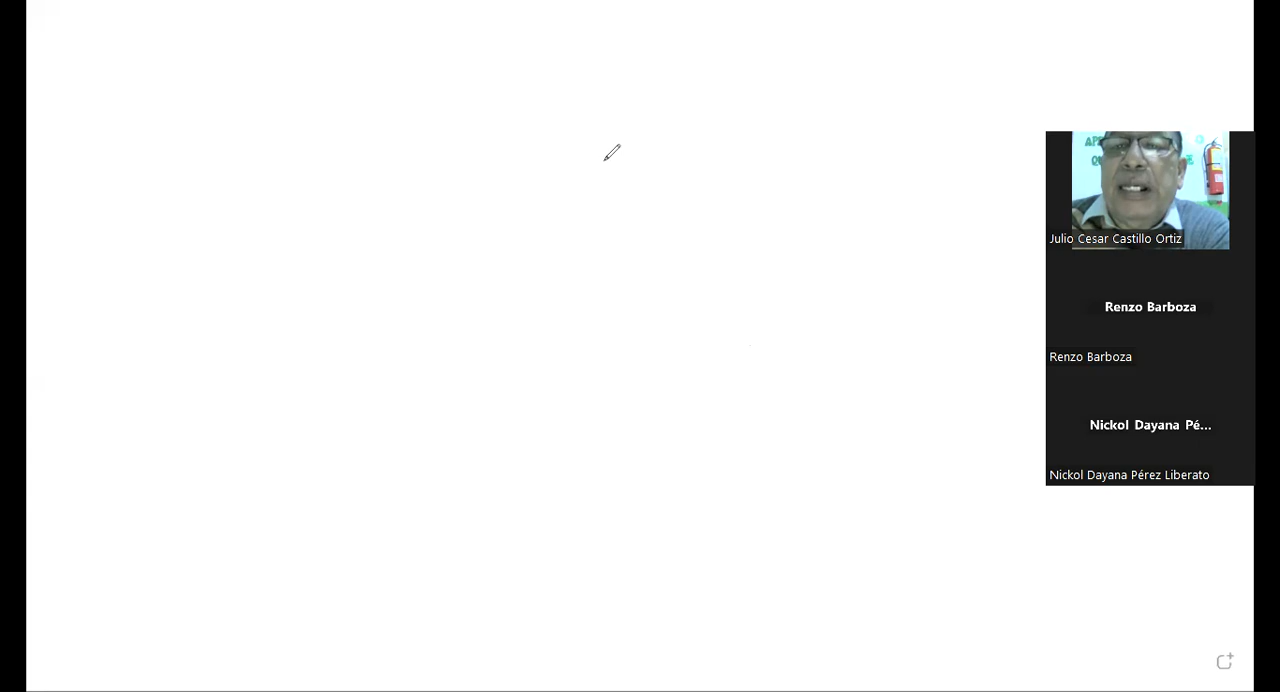 Julio Cesar Castillo Ortiz
Renzo Barboza
Renzo Barboza
Nickol Dayana Pé...
Nickol Dayana Pérez Liberato